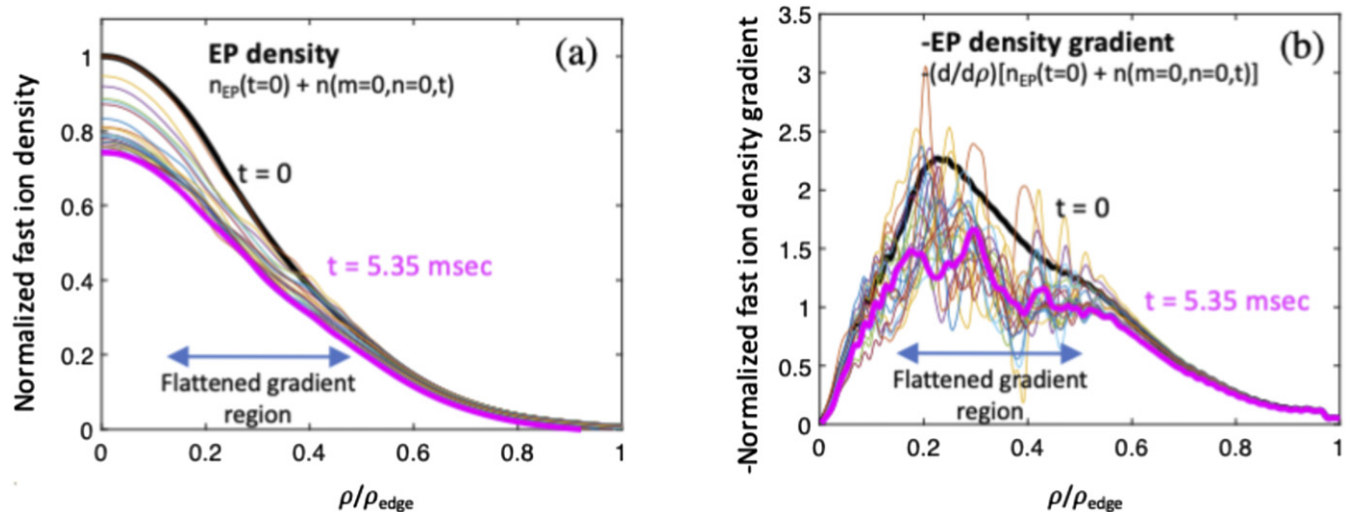 (a)
EP density
n_EP(t=0) + n(m=0,n=0,t)
t = 0
t = 5.35 msec
Flattened gradient
region
Normalized fast ion density
1
0.8
0.6
0.4
0.2
0
0 0.2 0.4 0.6 0.8 1
ρ/ρ_edge
(b)
-EP density gradient
-(d/dρ)[n_EP(t=0) + n(m=0,n=0,t)]
t = 0
t = 5.35 msec
Flattened gradient
region
-Normalized fast ion density gradient
3.5
3
2.5
2
1.5
1
0.5
0
0 0.2 0.4 0.6 0.8 1
ρ/ρ_edge